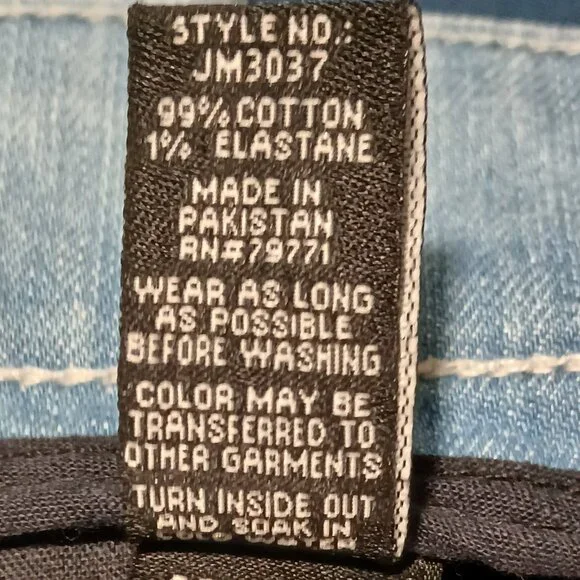 STYLE NO.:
JM3037
99% COTTON
1% ELASTANE
MADE IN
PAKISTAN
RN#79771
WEAR AS LONG
AS POSSIBLE
BEFORE WASHING
COLOR MAY BE
TRANSFERRED TO
OTHER GARMENTS
TURN INSIDE OUT
AND SOAK IN